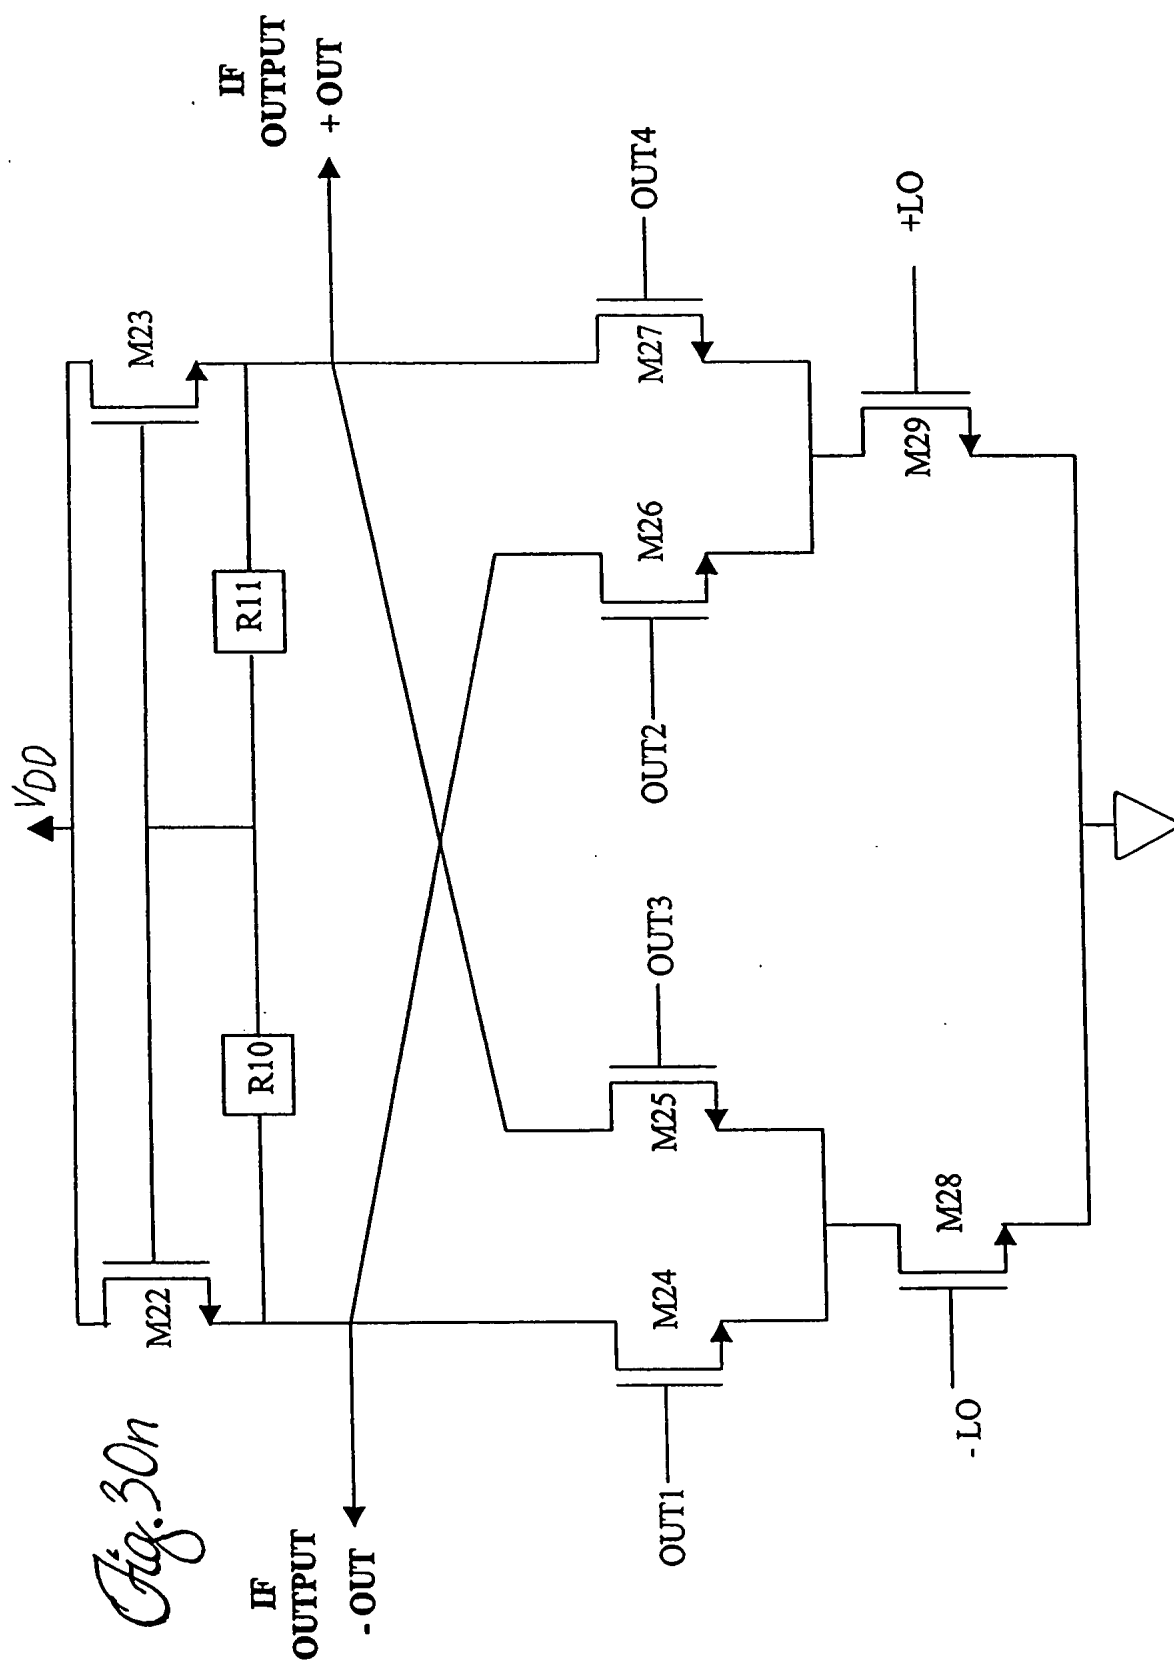 Fig. 30n
VDD
IF
OUTPUT
- OUT
IF
OUTPUT
+ OUT
M22
M23
R10
R11
OUT1
M24
M25
OUT3
OUT2
M26
M27
OUT4
- LO
M28
M29
+LO